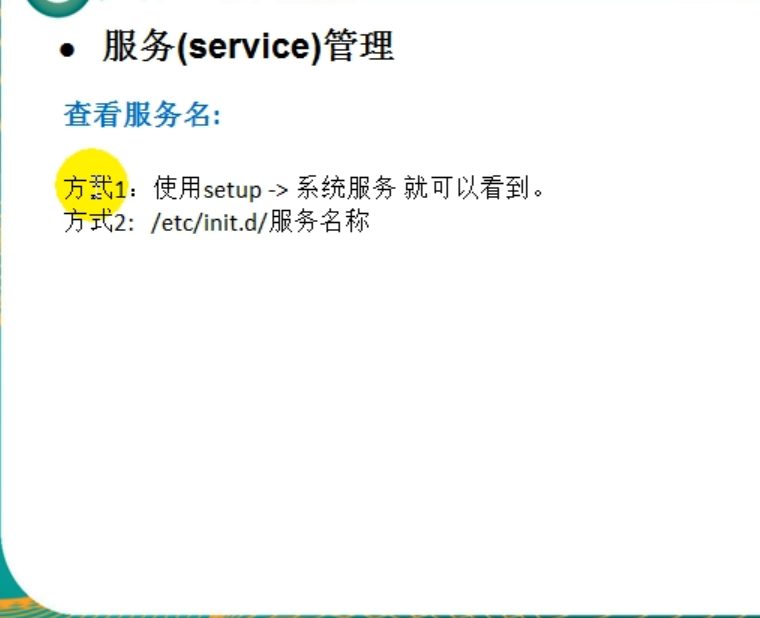 ● 服务(service)管理
查看服务名:
方式1：使用setup -> 系统服务 就可以看到。
方式2: /etc/init.d/服务名称